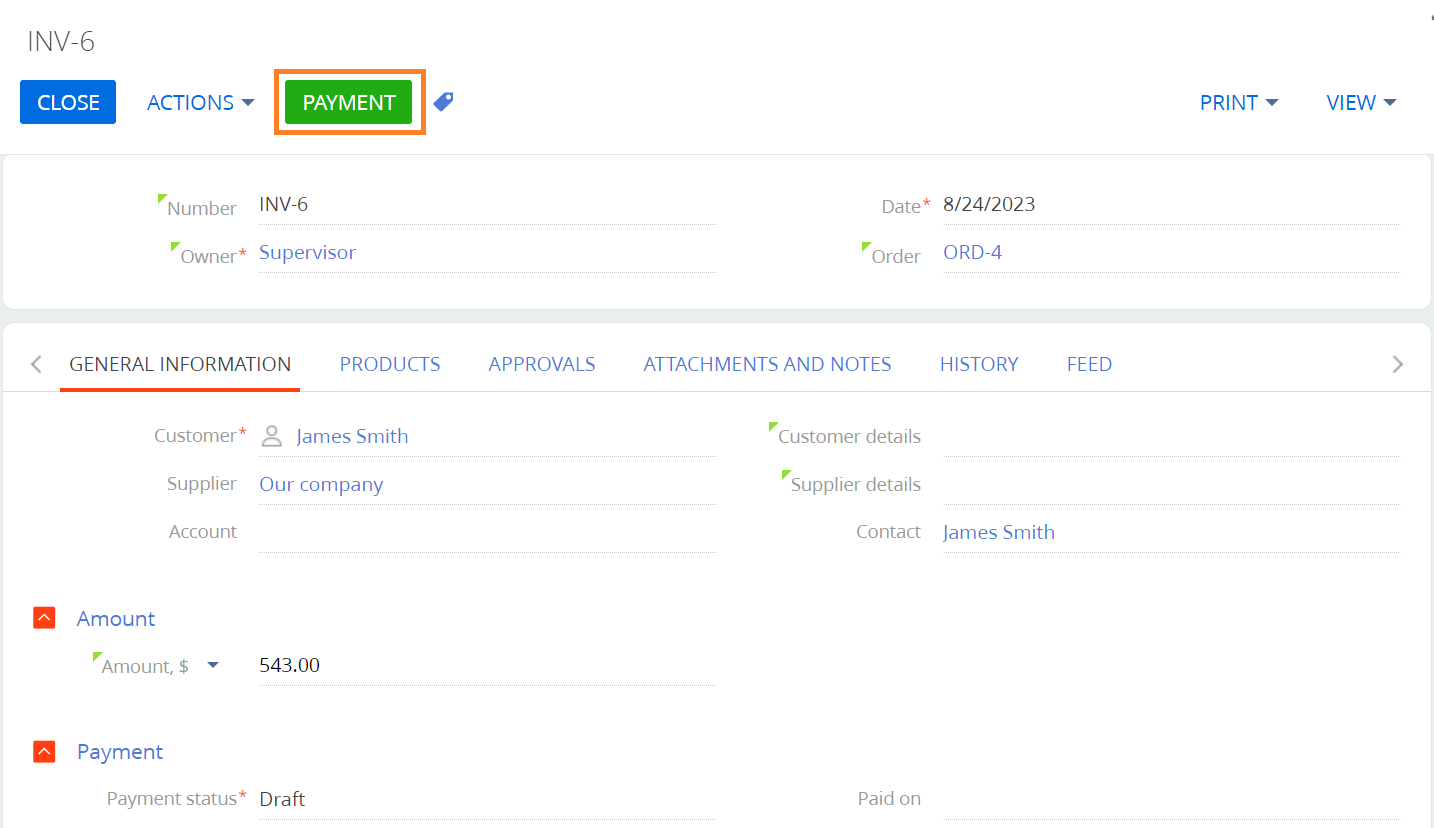 INV-6
CLOSE ACTIONS PAYMENT PRINT VIEW
Number INV-6 Date* 8/24/2023
Owner* Supervisor Order ORD-4
GENERAL INFORMATION PRODUCTS APPROVALS ATTACHMENTS AND NOTES HISTORY FEED
Customer* James Smith Customer details
Supplier Our company Supplier details
Account Contact James Smith
Amount
Amount, $ 543.00
Payment
Payment status* Draft Paid on